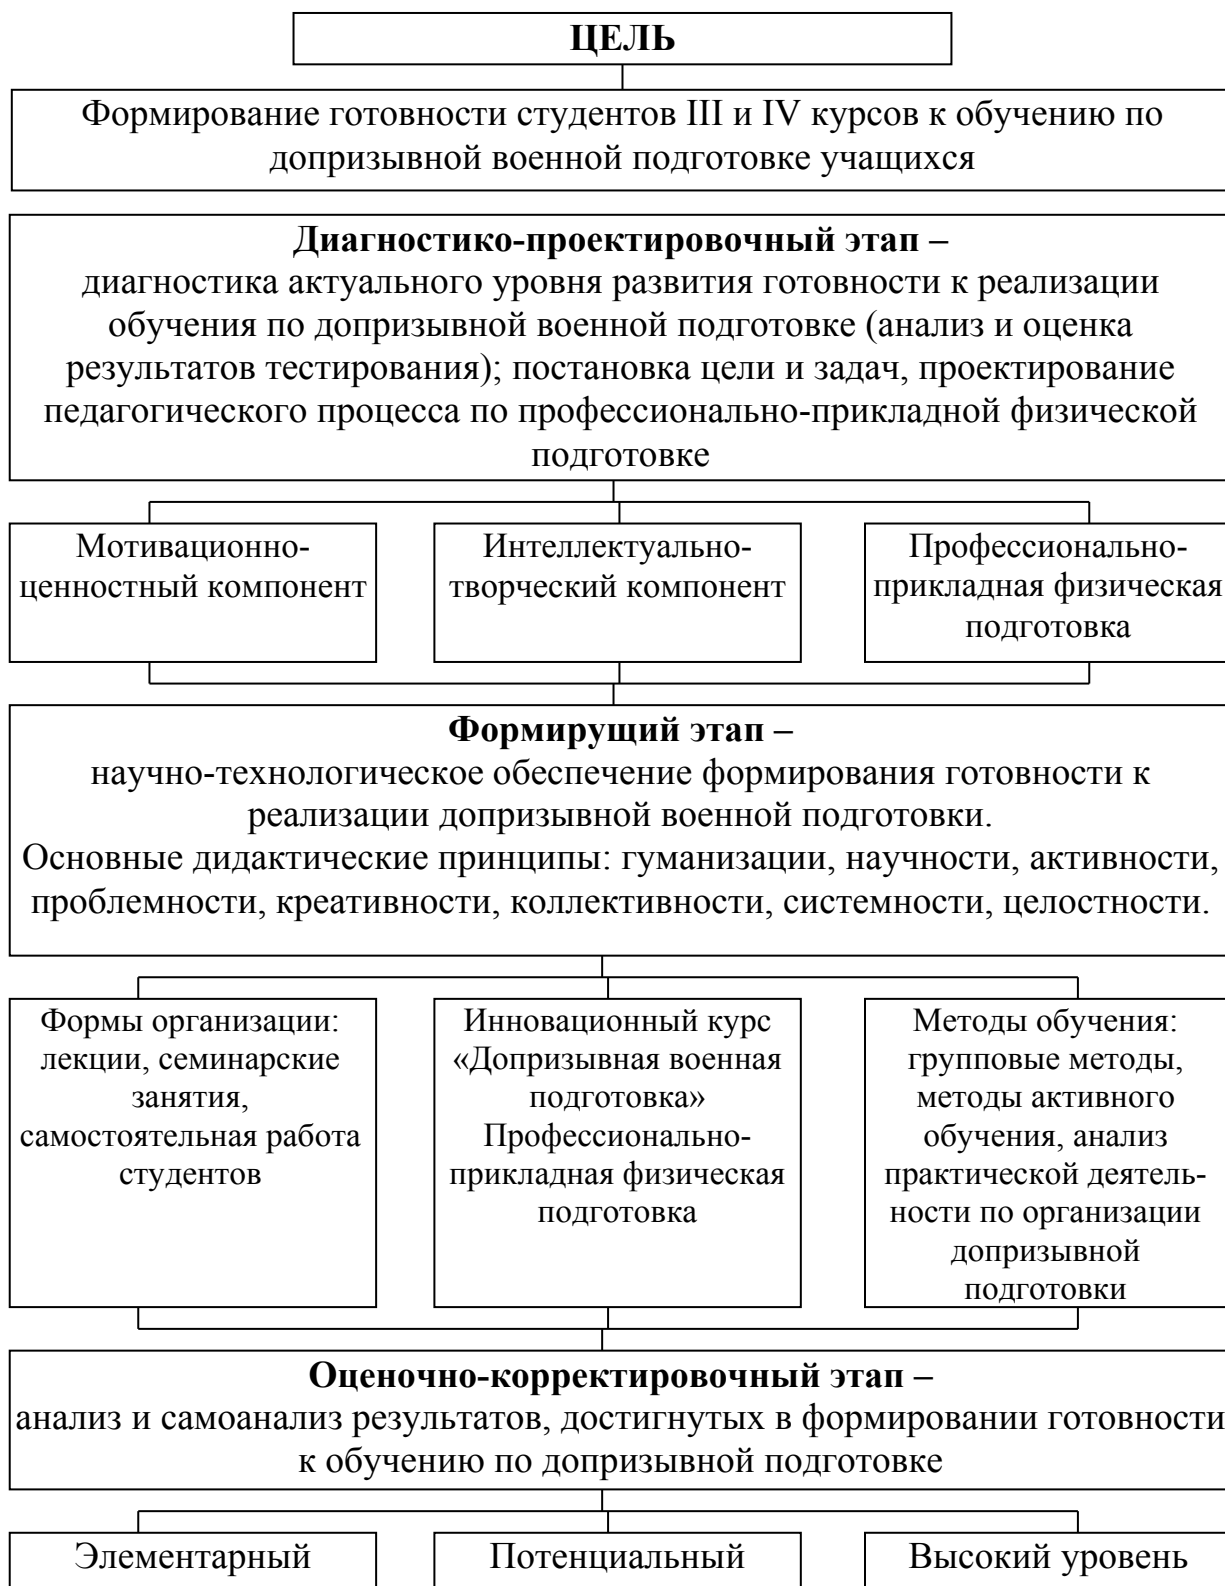 ЦЕЛЬ
Формирование готовности студентов III и IV курсов к обучению по
допризывной военной подготовке учащихся
Диагностико-проектировочный этап –
диагностика актуального уровня развития готовности к реализации
обучения по допризывной военной подготовке (анализ и оценка
результатов тестирования); постановка цели и задач, проектирование
педагогического процесса по профессионально-прикладной физической
подготовке
Мотивационно-
ценностный компонент
Интеллектуально-
творческий компонент
Профессионально-
прикладная физическая
подготовка
Формирущий этап –
научно-технологическое обеспечение формирования готовности к
реализации допризывной военной подготовки.
Основные дидактические принципы: гуманизации, научности, активности,
проблемности, креативности, коллективности, системности, целостности.
Формы организации:
лекции, семинарские
занятия,
самостоятельная работа
студентов
Инновационный курс
«Допризывная военная
подготовка»
Профессионально-
прикладная физическая
подготовка
Методы обучения:
групповые методы,
методы активного
обучения, анализ
практической деятель-
ности по организации
допризывной
подготовки
Оценочно-корректировочный этап –
анализ и самоанализ результатов, достигнутых в формировании готовности
к обучению по допризывной подготовке
Элементарный
Потенциальный
Высокий уровень